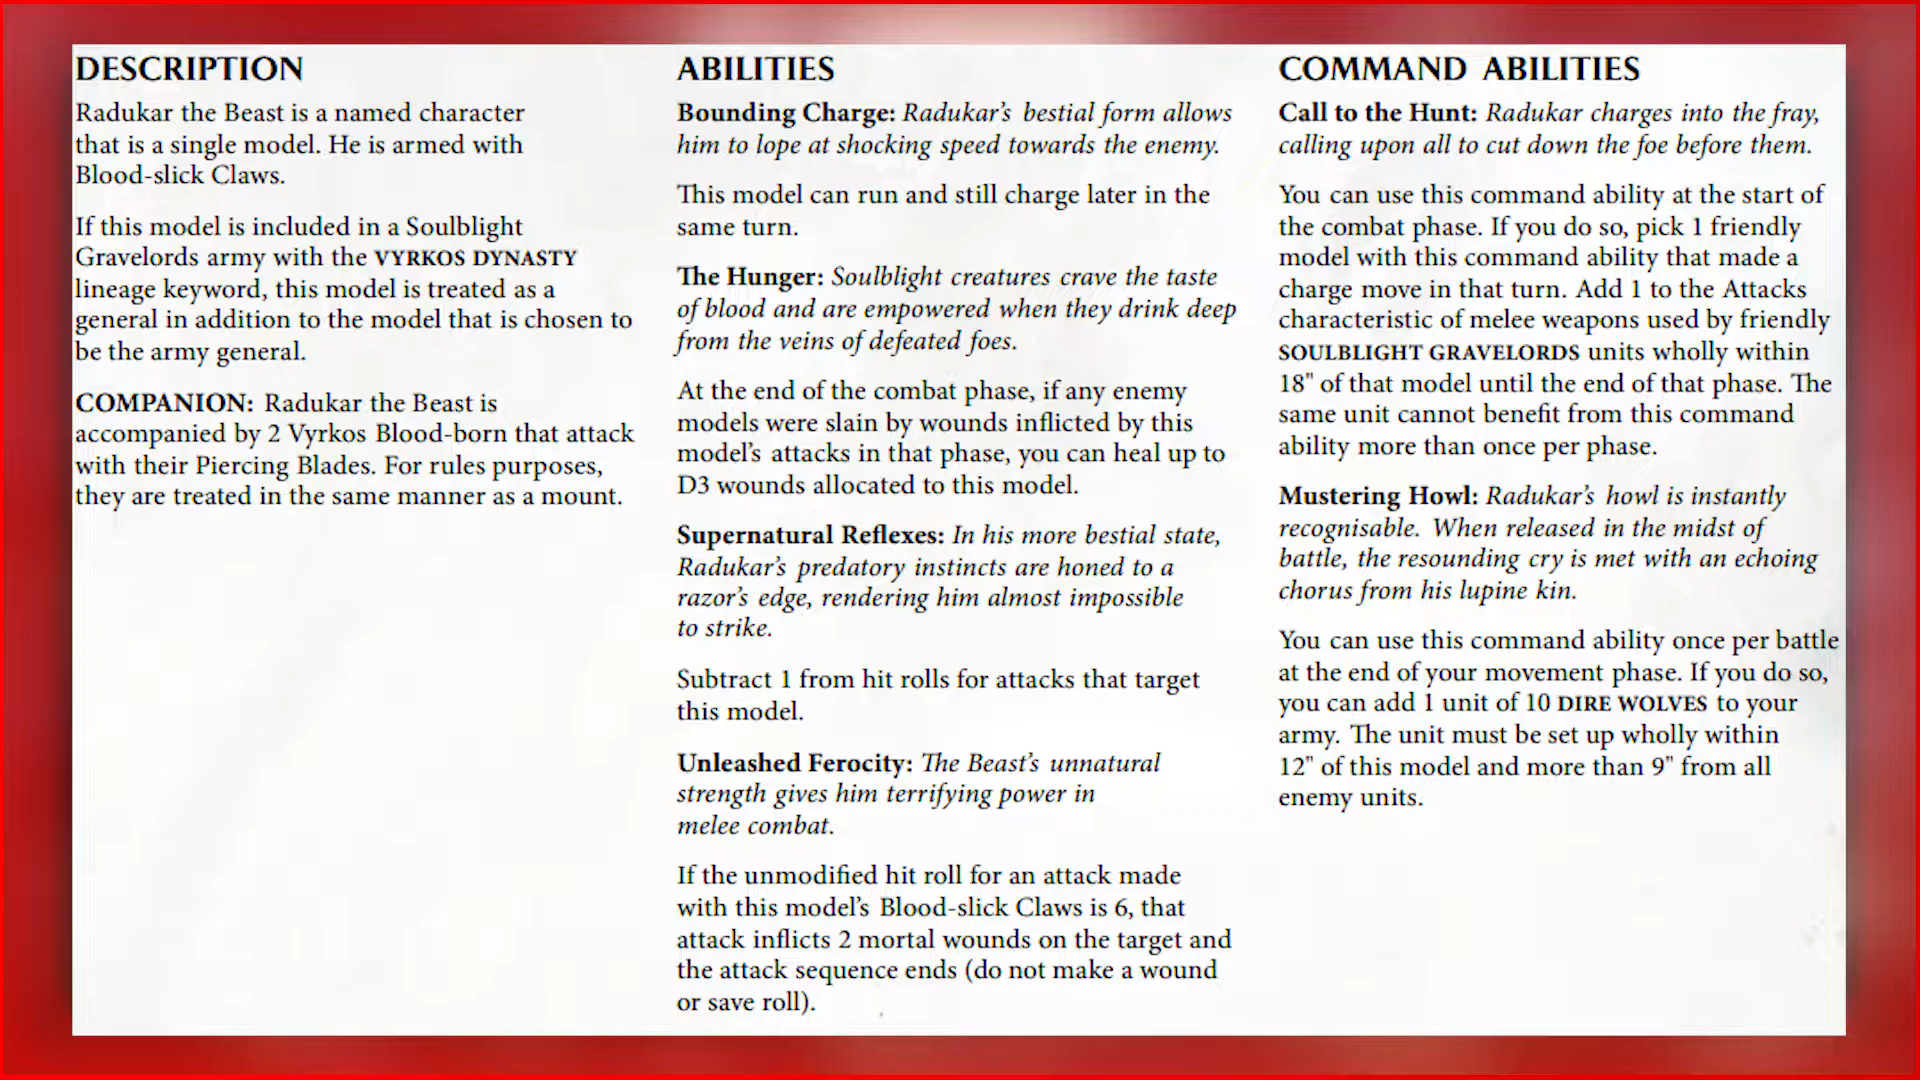 DESCRIPTION
Radukar the Beast is a named character
that is a single model. He is armed with
Blood-slick Claws.
If this model is included in a Soulblight
Gravelords army with the VYRKOS DYNASTY
lineage keyword, this model is treated as a
general in addition to the model that is chosen to
be the army general.
COMPANION: Radukar the Beast is
accompanied by 2 Vyrkos Blood-born that attack
with their Piercing Blades. For rules purposes,
they are treated in the same manner as a mount.
ABILITIES
Bounding Charge: Radukar's bestial form allows
him to lope at shocking speed towards the enemy.
This model can run and still charge later in the
same turn.
The Hunger: Soulblight creatures crave the taste
of blood and are empowered when they drink deep
from the veins of defeated foes.
At the end of the combat phase, if any enemy
models were slain by wounds inflicted by this
model's attacks in that phase, you can heal up to
D3 wounds allocated to this model.
Supernatural Reflexes: In his more bestial state,
Radukar's predatory instincts are honed to a
razor's edge, rendering him almost impossible
to strike.
Subtract 1 from hit rolls for attacks that target
this model.
Unleashed Ferocity: The Beast's unnatural
strength gives him terrifying power in
melee combat.
If the unmodified hit roll for an attack made
with this model's Blood-slick Claws is 6, that
attack inflicts 2 mortal wounds on the target and
the attack sequence ends (do not make a wound
or save roll).
COMMAND ABILITIES
Call to the Hunt: Radukar charges into the fray,
calling upon all to cut down the foe before them.
You can use this command ability at the start of
the combat phase. If you do so, pick 1 friendly
model with this command ability that made a
charge move in that turn. Add 1 to the Attacks
characteristic of melee weapons used by friendly
SOULBLIGHT GRAVELORDS units wholly within
18" of that model until the end of that phase. The
same unit cannot benefit from this command
ability more than once per phase.
Mustering Howl: Radukar's howl is instantly
recognisable. When released in the midst of
battle, the resounding cry is met with an echoing
chorus from his lupine kin.
You can use this command ability once per battle
at the end of your movement phase. If you do so,
you can add 1 unit of 10 DIRE WOLVES to your
army. The unit must be set up wholly within
12" of this model and more than 9" from all
enemy units.